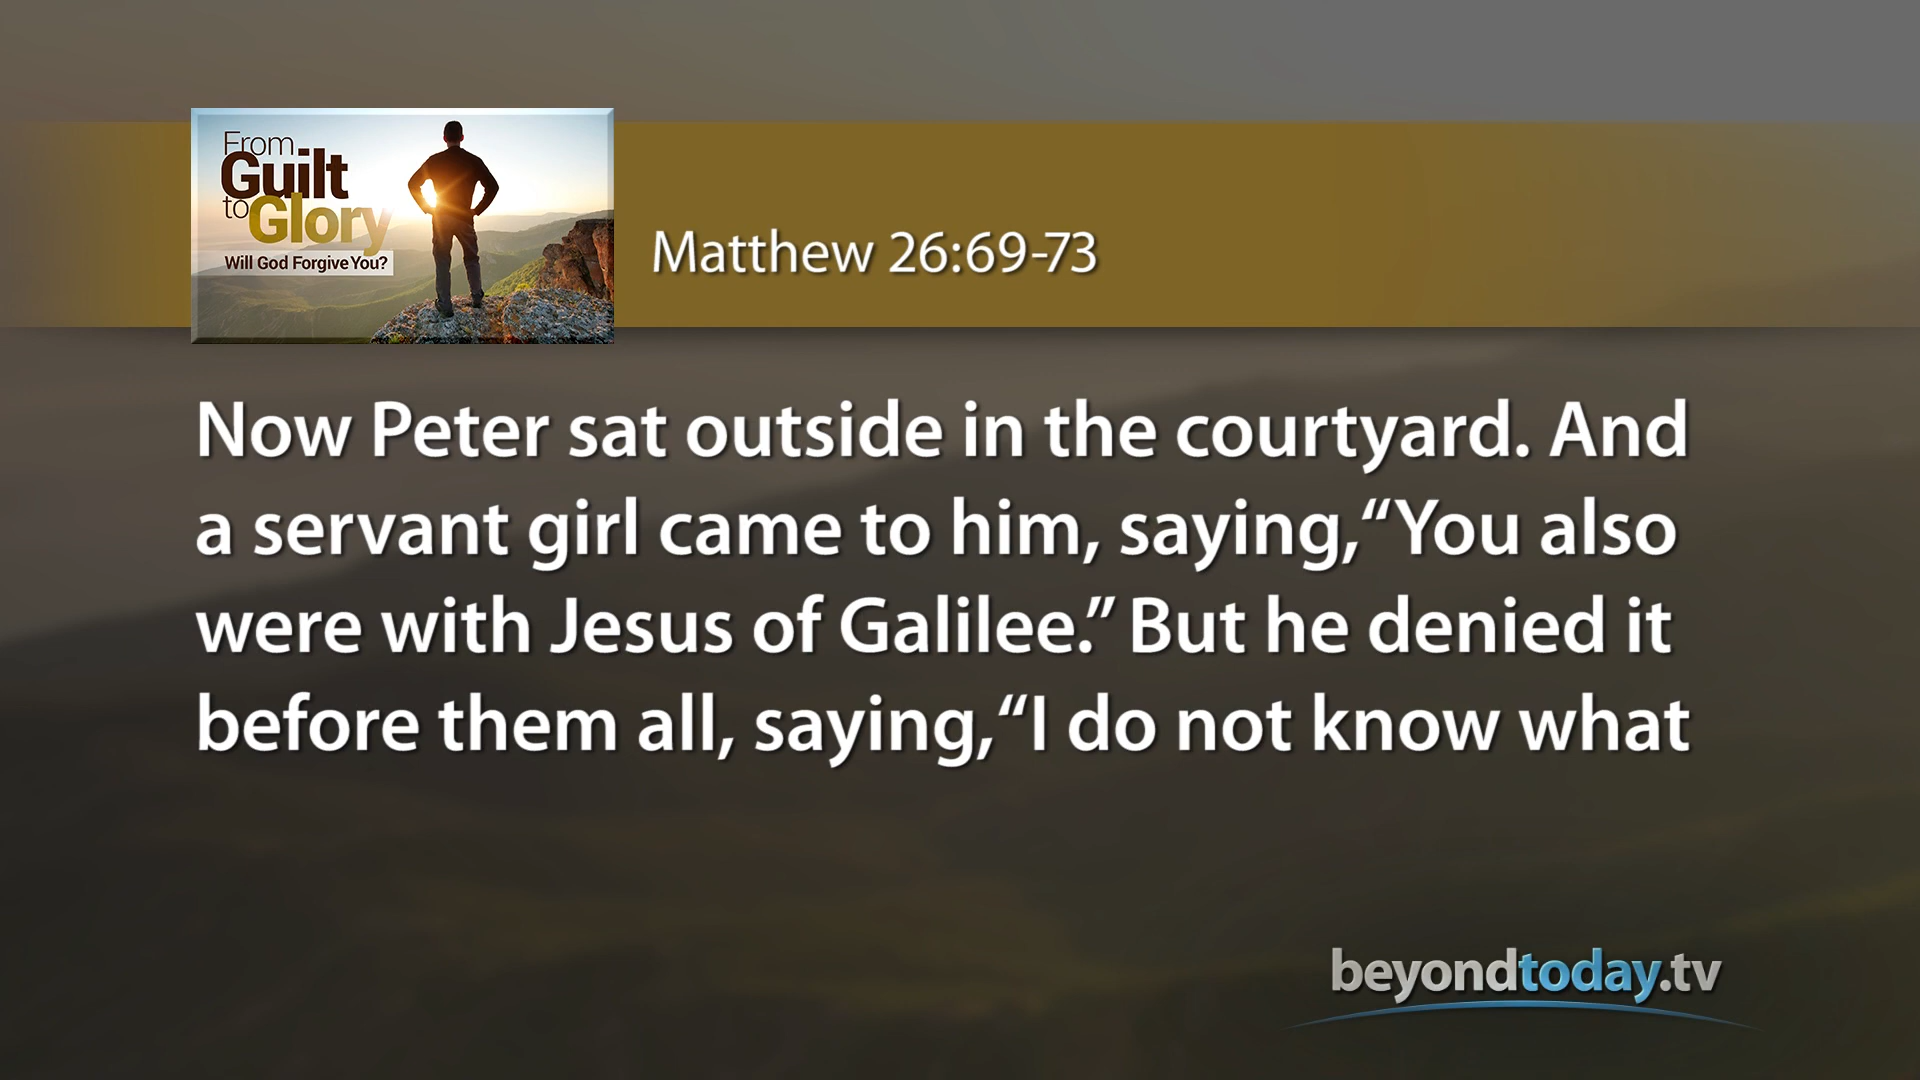 From
Guilt
to Glory
Will God Forgive You?
Matthew 26:69-73
Now Peter sat outside in the courtyard. And
a servant girl came to him, saying, “You also
were with Jesus of Galilee.” But he denied it
before them all, saying, “I do not know what
beyondtoday.tv